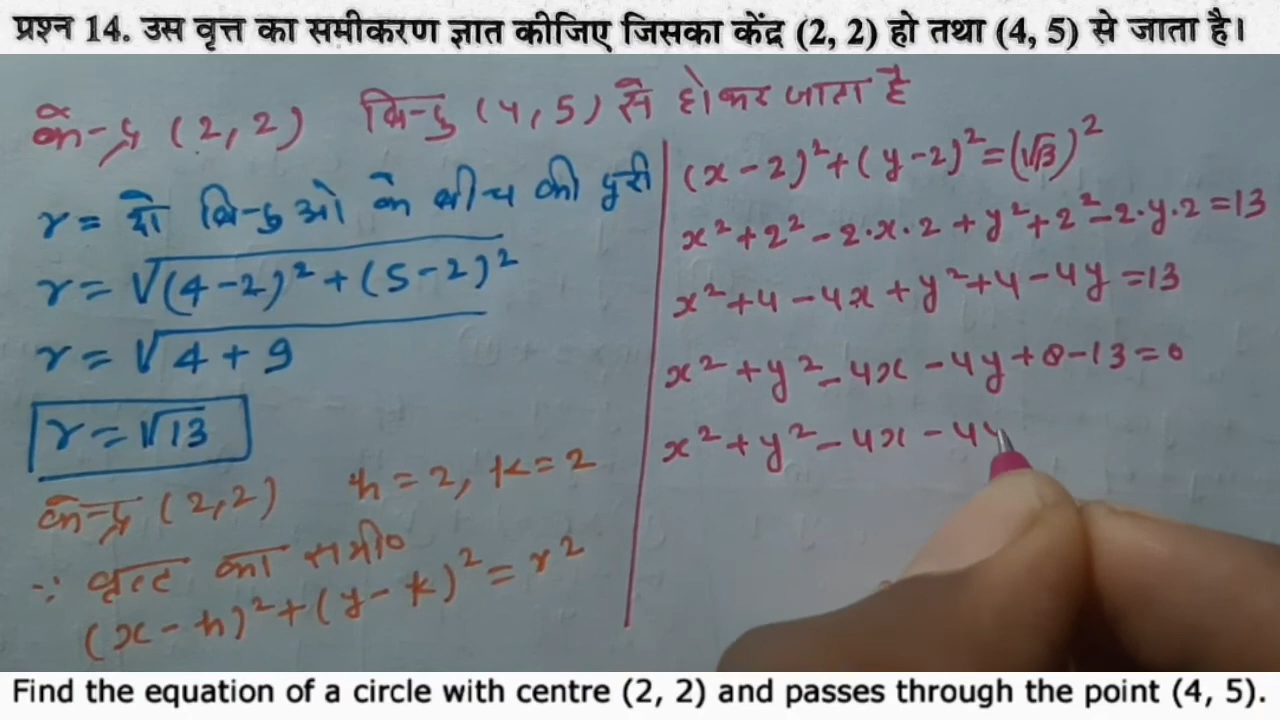 प्रश्न 14. उस वृत्त का समीकरण ज्ञात कीजिए जिसका केंद्र (2, 2) हो तथा (4, 5) से जाता है।
केन्द्र (2,2) बिन्दु (4,5) से होकर जाता है
r = दो बिन्दुओ के बीच की दूरी
r = √(4-2)² + (5-2)²
r = √4 + 9
r = √13
केन्द्र (2,2) h = 2, k = 2
∵ वृत्त का समी०
(x - h)² + (y - k)² = r²
(x - 2)² + (y - 2)² = (√13)²
x² + 2² - 2·x·2 + y² + 2² - 2·y·2 = 13
x² + 4 - 4x + y² + 4 - 4y = 13
x² + y² - 4x - 4y + 8 - 13 = 0
x² + y² - 4x - 4y
Find the equation of a circle with centre (2, 2) and passes through the point (4, 5).